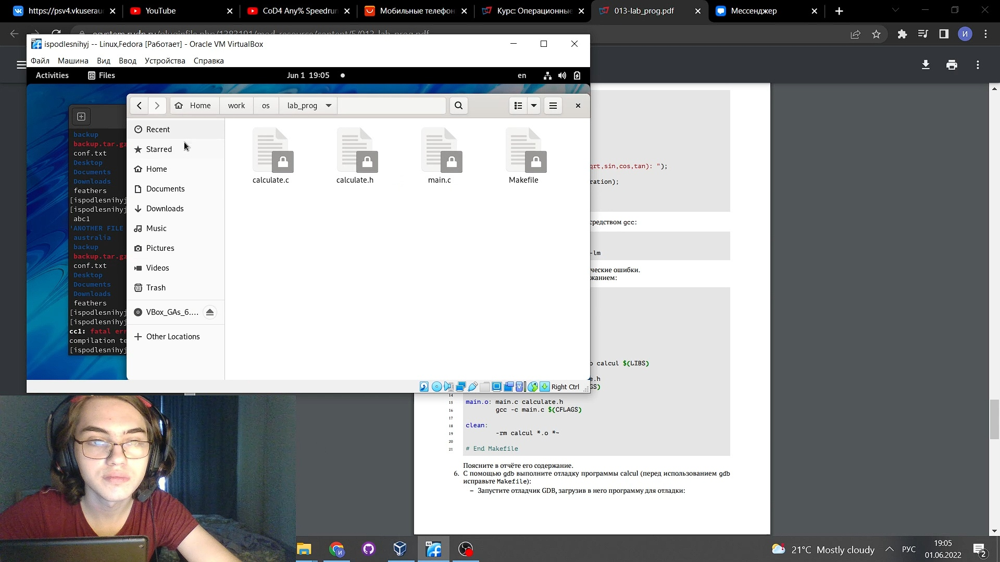 https://psv4.vkuserau
YouTube
CoD4 Any% Speedrun
Мобильные телефон
Курс: Операционные
013-lab_prog.pdf
Мессенджер
И
ispodlesnihyj -- Linux,Fedora [Работает] - Oracle VM VirtualBox
Файл Машина Вид Ввод Устройства Справка
Activities Files Jun 1 19:05 en
Home work os lab_prog
Recent
Starred
Home
Documents
Downloads
Music
Pictures
Videos
Trash
VBox_GAs_6....
Other Locations
calculate.c calculate.h main.c Makefile
backup
backup.tar.gz
conf.txt
Desktop
Documents
Downloads
feathers
[ispodlesnihyj
[ispodlesnihyj
abc1
'ANOTHER FILE
australia
backup
backup.tar.gz
conf.txt
Desktop
Documents
Downloads
feathers
[ispodlesnihyj
[ispodlesnihyj
cc1: fatal err
compilation te
[ispodlesnihyj
Right Ctrl
qrt,sin,cos,tan): ");
ration);
средством gcc:
-lm
ческие ошибки.
жанием:
calcul $(LIBS)
e.h
GS)
14
15 main.o: main.c calculate.h
16 gcc -c main.c $(CFLAGS)
17
18 clean:
19 -rm calcul *.o *~
20
21 # End Makefile
Поясните в отчёте его содержание.
6. С помощью gdb выполните отладку программы calcul (перед использованием gdb
исправьте Makefile):
– Запустите отладчик GDB, загрузив в него программу для отладки:
21°C Mostly cloudy
РУС
19:05
01.06.2022
2